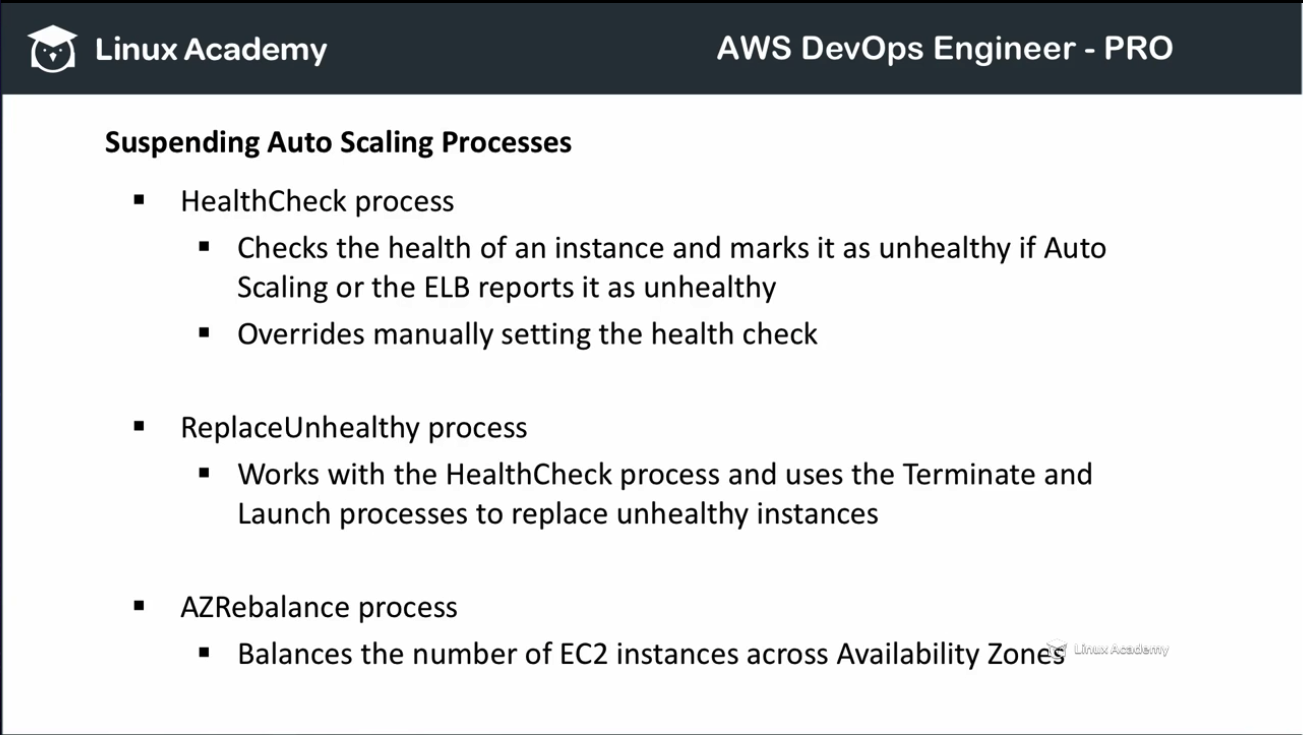 Linux Academy
AWS DevOps Engineer - PRO
Suspending Auto Scaling Processes
▪ HealthCheck process
▪ Checks the health of an instance and marks it as unhealthy if Auto
Scaling or the ELB reports it as unhealthy
▪ Overrides manually setting the health check
▪ ReplaceUnhealthy process
▪ Works with the HealthCheck process and uses the Terminate and
Launch processes to replace unhealthy instances
▪ AZRebalance process
▪ Balances the number of EC2 instances across Availability Zones
Linux Academy